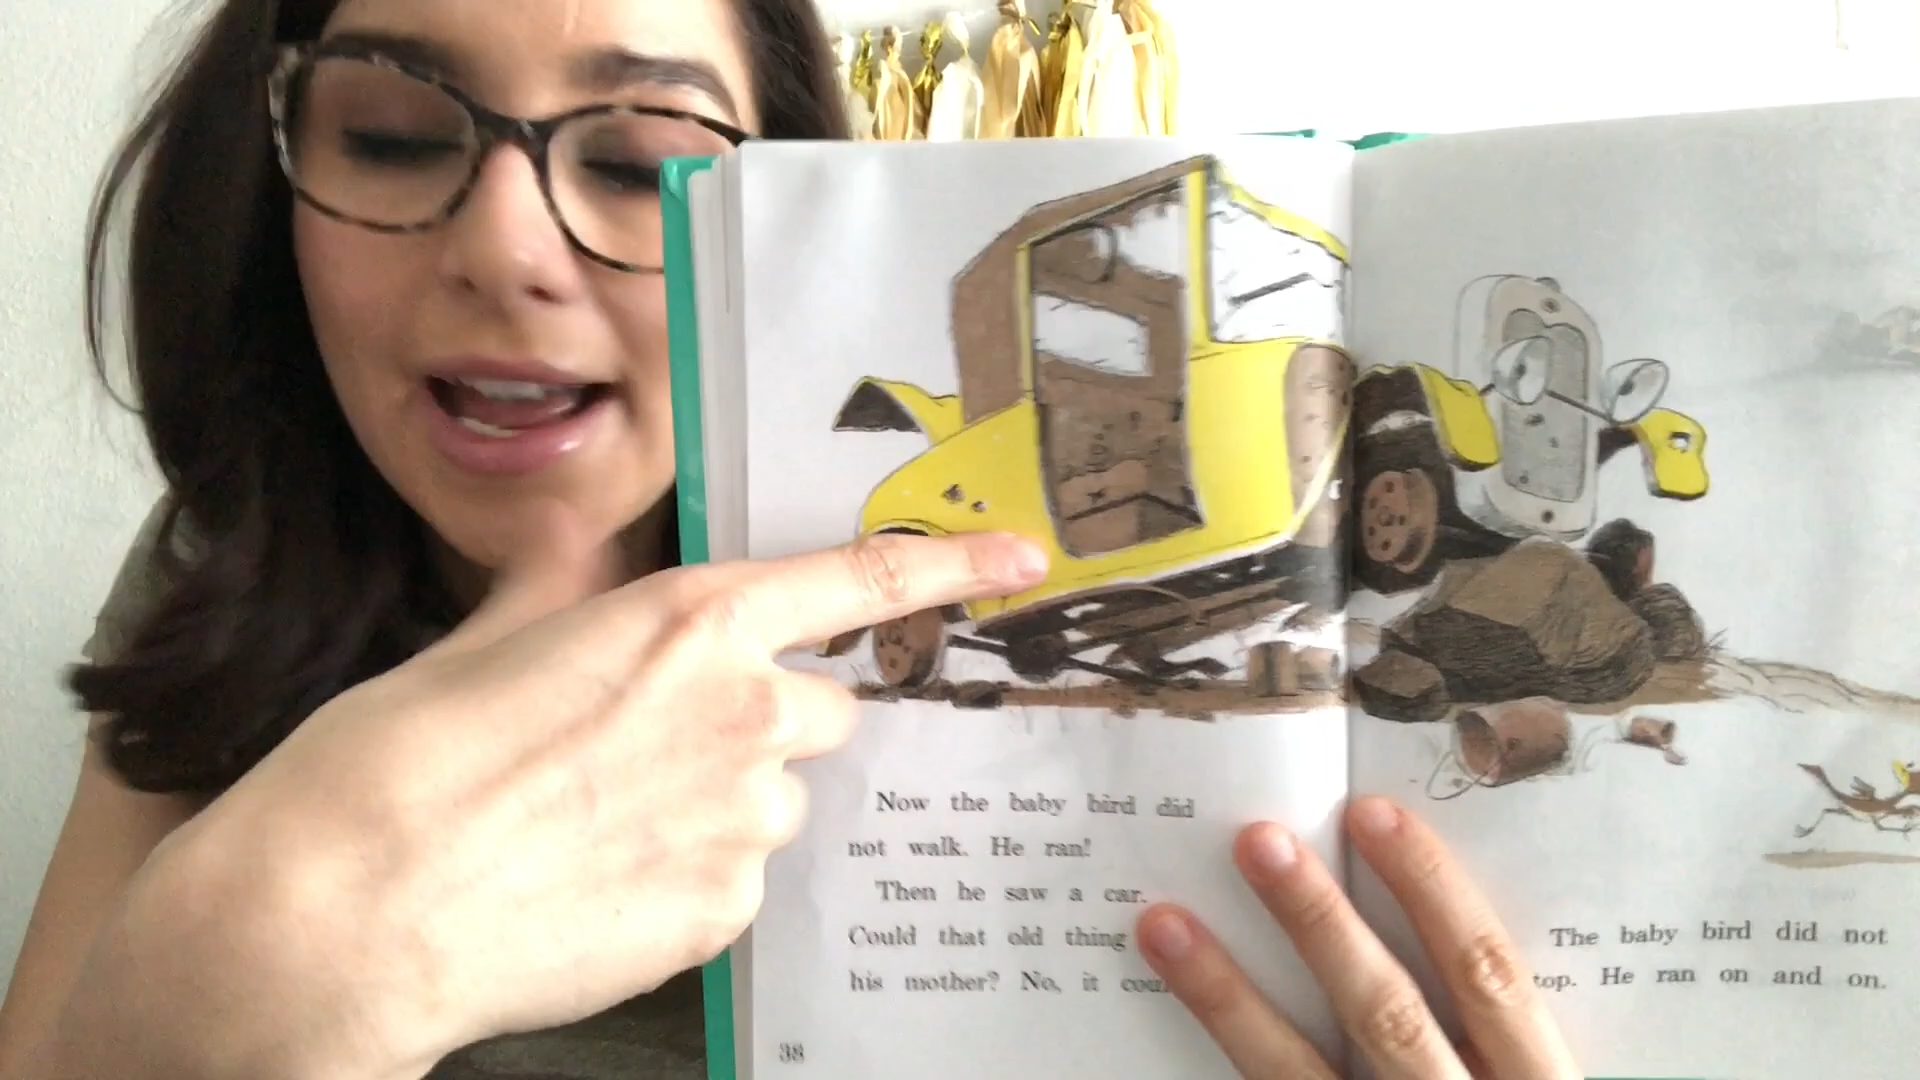 Now the baby bird did
not walk. He ran!
Then he saw a car.
Could that old thing
his mother? No, it
38
The baby bird did not
top. He ran on and on.